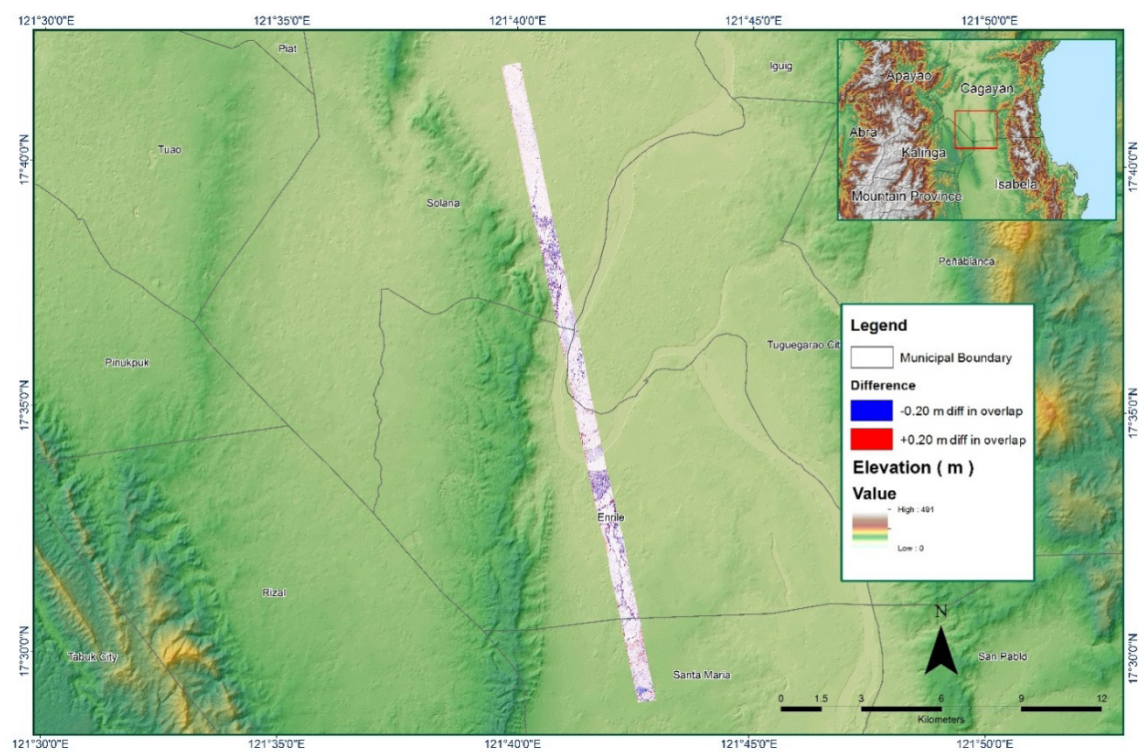 121°30'0"E
121°35'0"E
121°40'0"E
121°45'0"E
121°50'0"E
Piat
Iguig
Tuao
Solana
Peñablanca
Pinukpuk
Tuguegarao Cit
Enrile
Rizal
Tabuk City
Santa Maria
San Pablo
Apayao
Cagayan
Abra
Kalinga
Isabela
Mountain Province
17°40'0"N
17°35'0"N
17°30'0"N
17°40'0"N
17°35'0"N
17°30'0"N
Legend
Municipal Boundary
Difference
-0.20 m diff in overlap
+0.20 m diff in overlap
Elevation ( m )
Value
High : 491
Low : 0
N
0 1.5 3 6 9 12
Kilometers
121°30'0"E
121°35'0"E
121°40'0"E
121°45'0"E
121°50'0"E